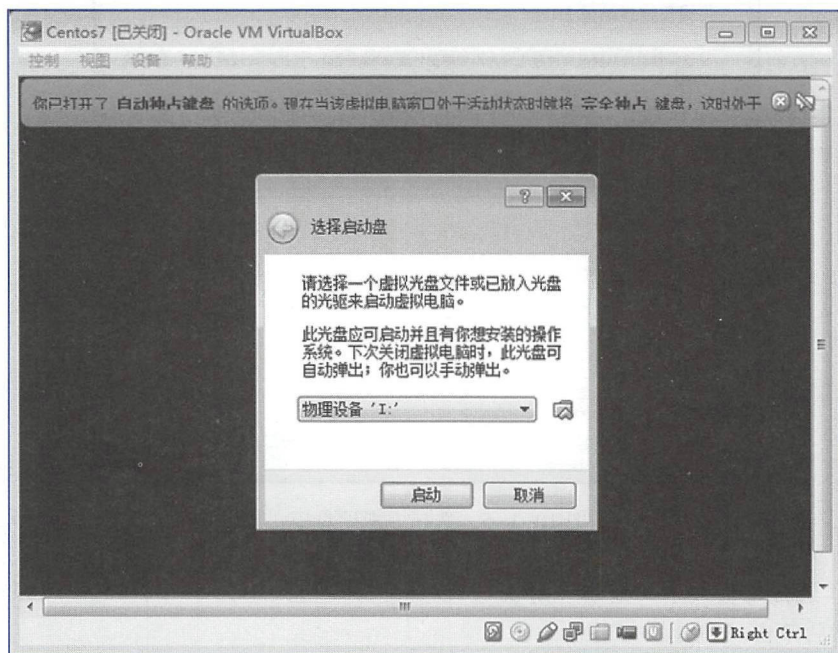 Centos7 [已关闭] - Oracle VM VirtualBox
控制 视图 设备 帮助
你已打开了 自动独占键盘 的选项。现在当该虚拟电脑窗口处于活动状态时就将 完全独占 键盘，这时处于
选择启动盘
请选择一个虚拟光盘文件或已放入光盘
的光驱来启动虚拟电脑。
此光盘应可启动并且有你想安装的操作
系统。下次关闭虚拟电脑时，此光盘可
自动弹出；你也可以手动弹出。
物理设备 'I:'
启动 取消
Right Ctrl